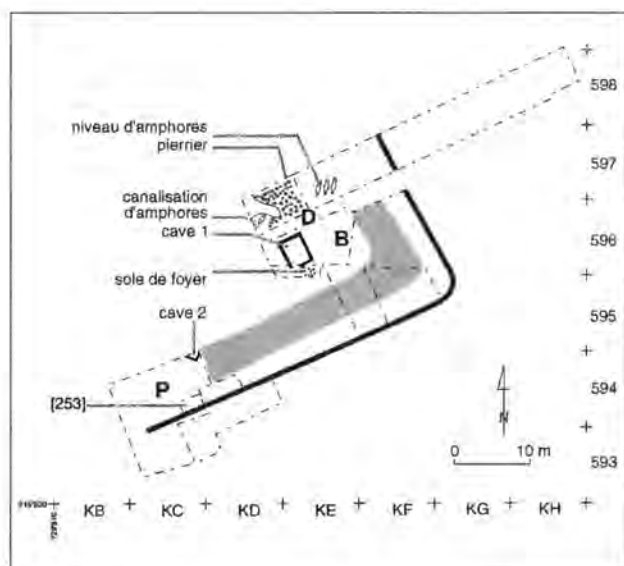 598
niveau d'amphores
pierrier
597
canalisation
d'amphores
D
cave 1
B
596
sole de foyer
595
cave 2
P
594
[253]
N
0 10 m
593
KB KC KD KE KF KG KH